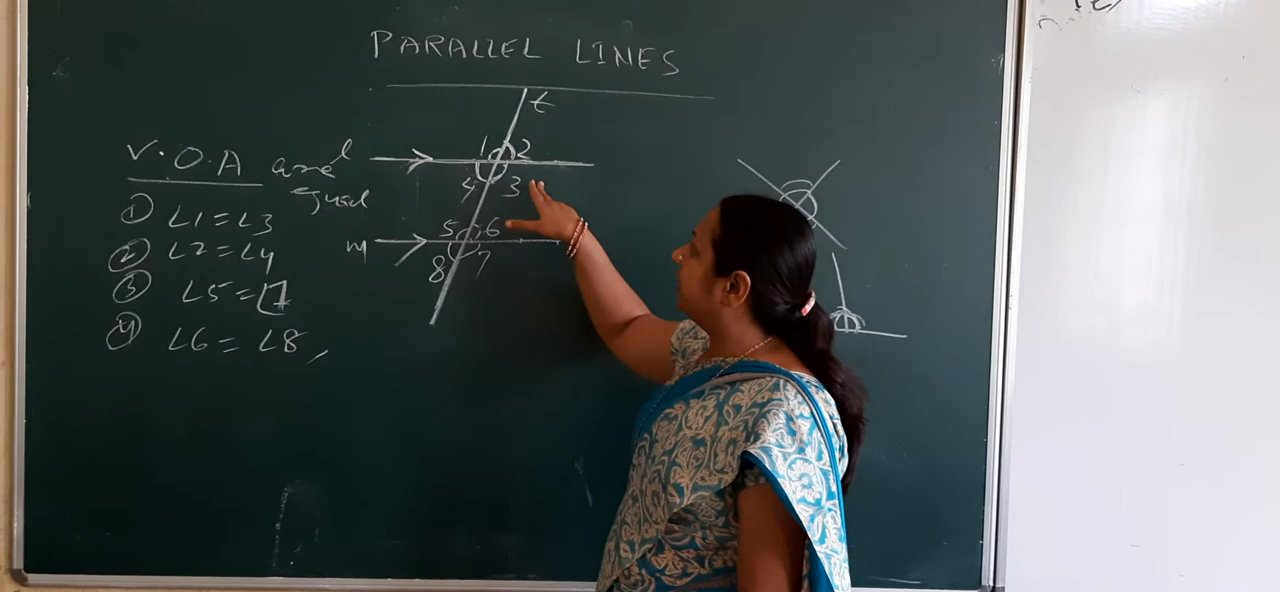 PARALLEL LINES
t
V.O.A and equal
l
1 2
4 3
① ∠1=∠3
② ∠2=∠4
m
5 6
8 7
③ ∠5=∠7
④ ∠6=∠8,